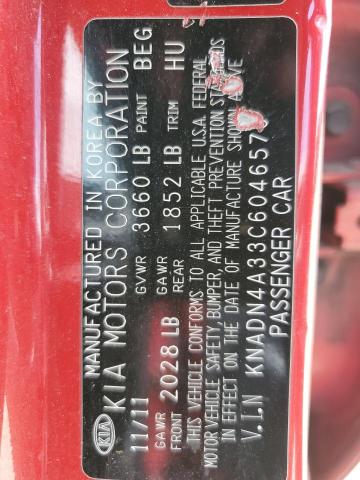 MANUFACTURED IN KOREA BY
KIA KIA MOTORS CORPORATION
11/11 GVWR 3660 LB PAINT BEG
GAWR FRONT 2028 LB GAWR REAR 1852 LB TRIM HU
THIS VEHICLE CONFORMS TO ALL APPLICABLE U.S.A. FEDERAL
MOTOR VEHICLE SAFETY, BUMPER, AND THEFT PREVENTION
IN EFFECT ON THE DATE OF MANUFACTURE SHOWN
V.I.N KNADN4A33C604657
PASSENGER CAR